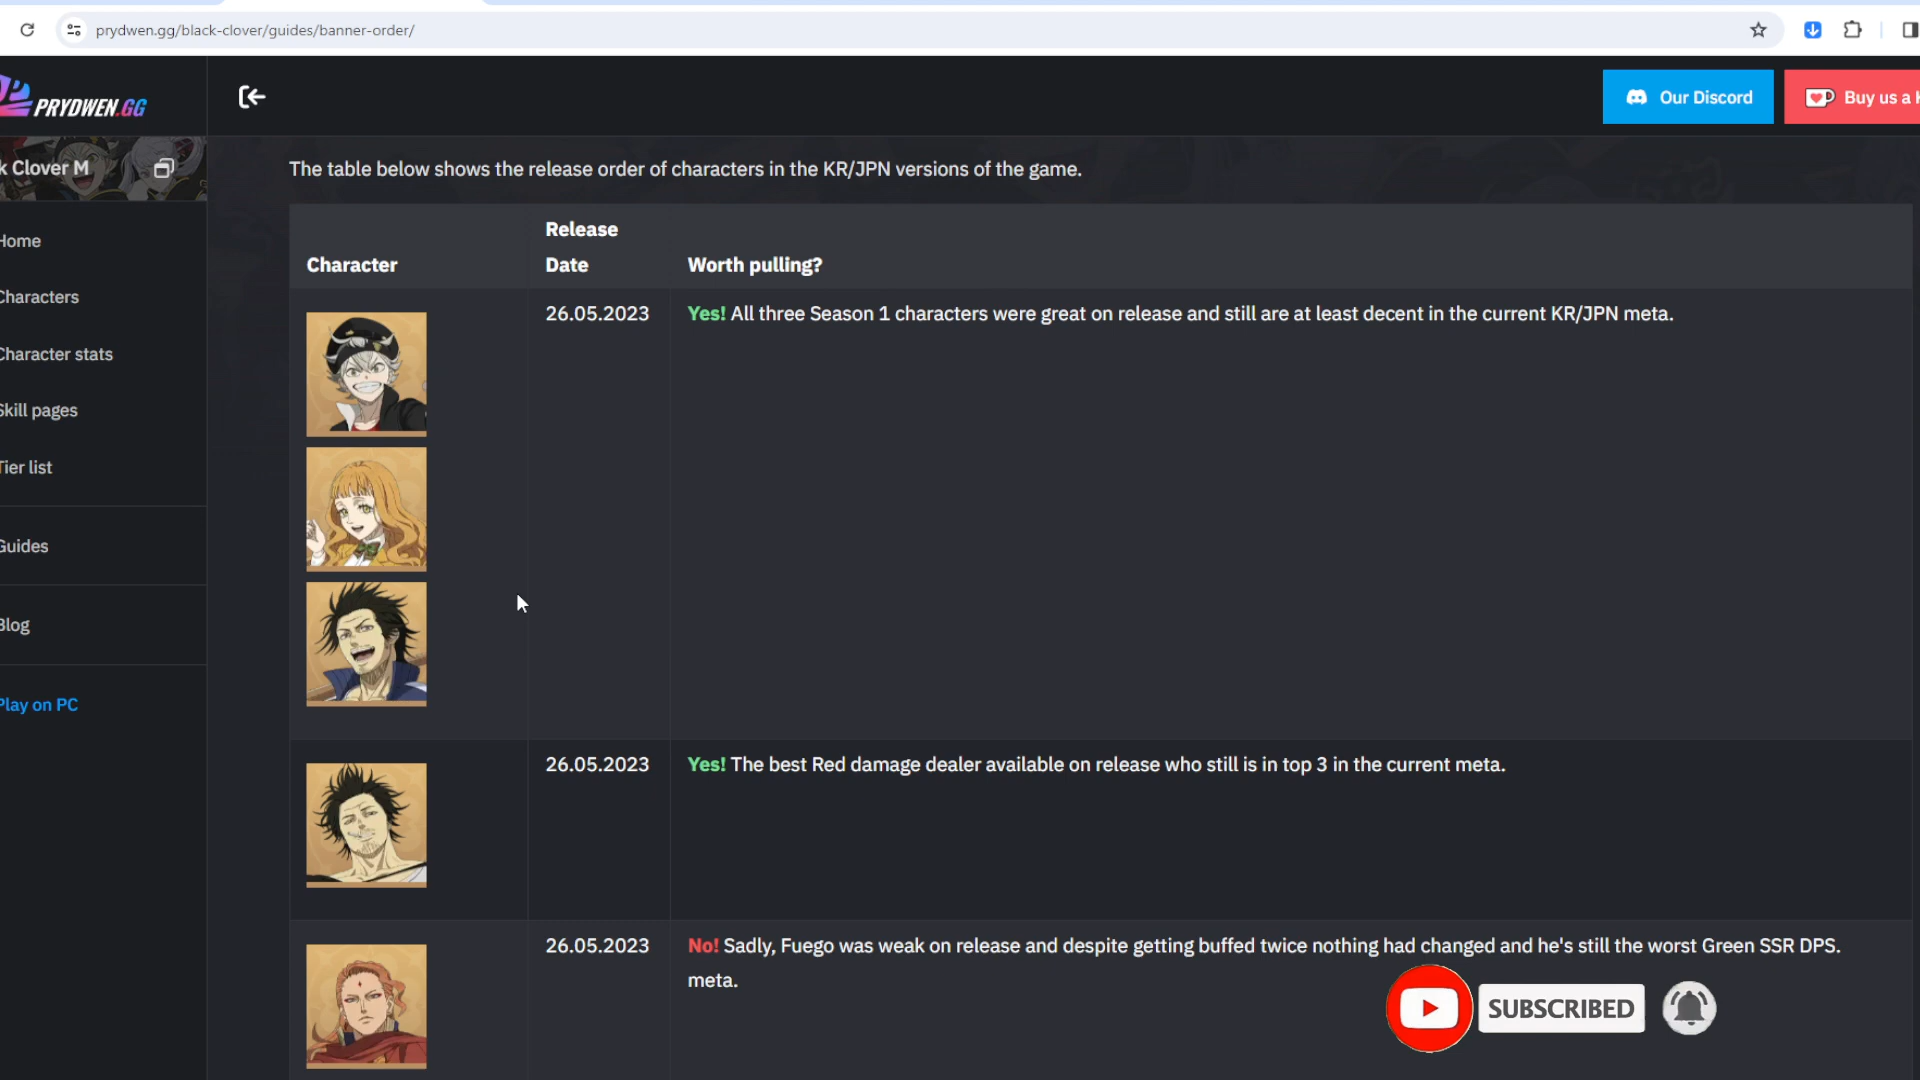 prydwen.gg/black-clover/guides/banner-order/
PRYDWEN.GG
Our Discord
Buy us a
k Clover M
The table below shows the release order of characters in the KR/JPN versions of the game.
Home
Characters
Character stats
Skill pages
Tier list
Guides
Blog
Play on PC
Character
Release
Date
Worth pulling?
26.05.2023
Yes! All three Season 1 characters were great on release and still are at least decent in the current KR/JPN meta.
26.05.2023
Yes! The best Red damage dealer available on release who still is in top 3 in the current meta.
26.05.2023
No! Sadly, Fuego was weak on release and despite getting buffed twice nothing had changed and he's still the worst Green SSR DPS.
meta.
SUBSCRIBED